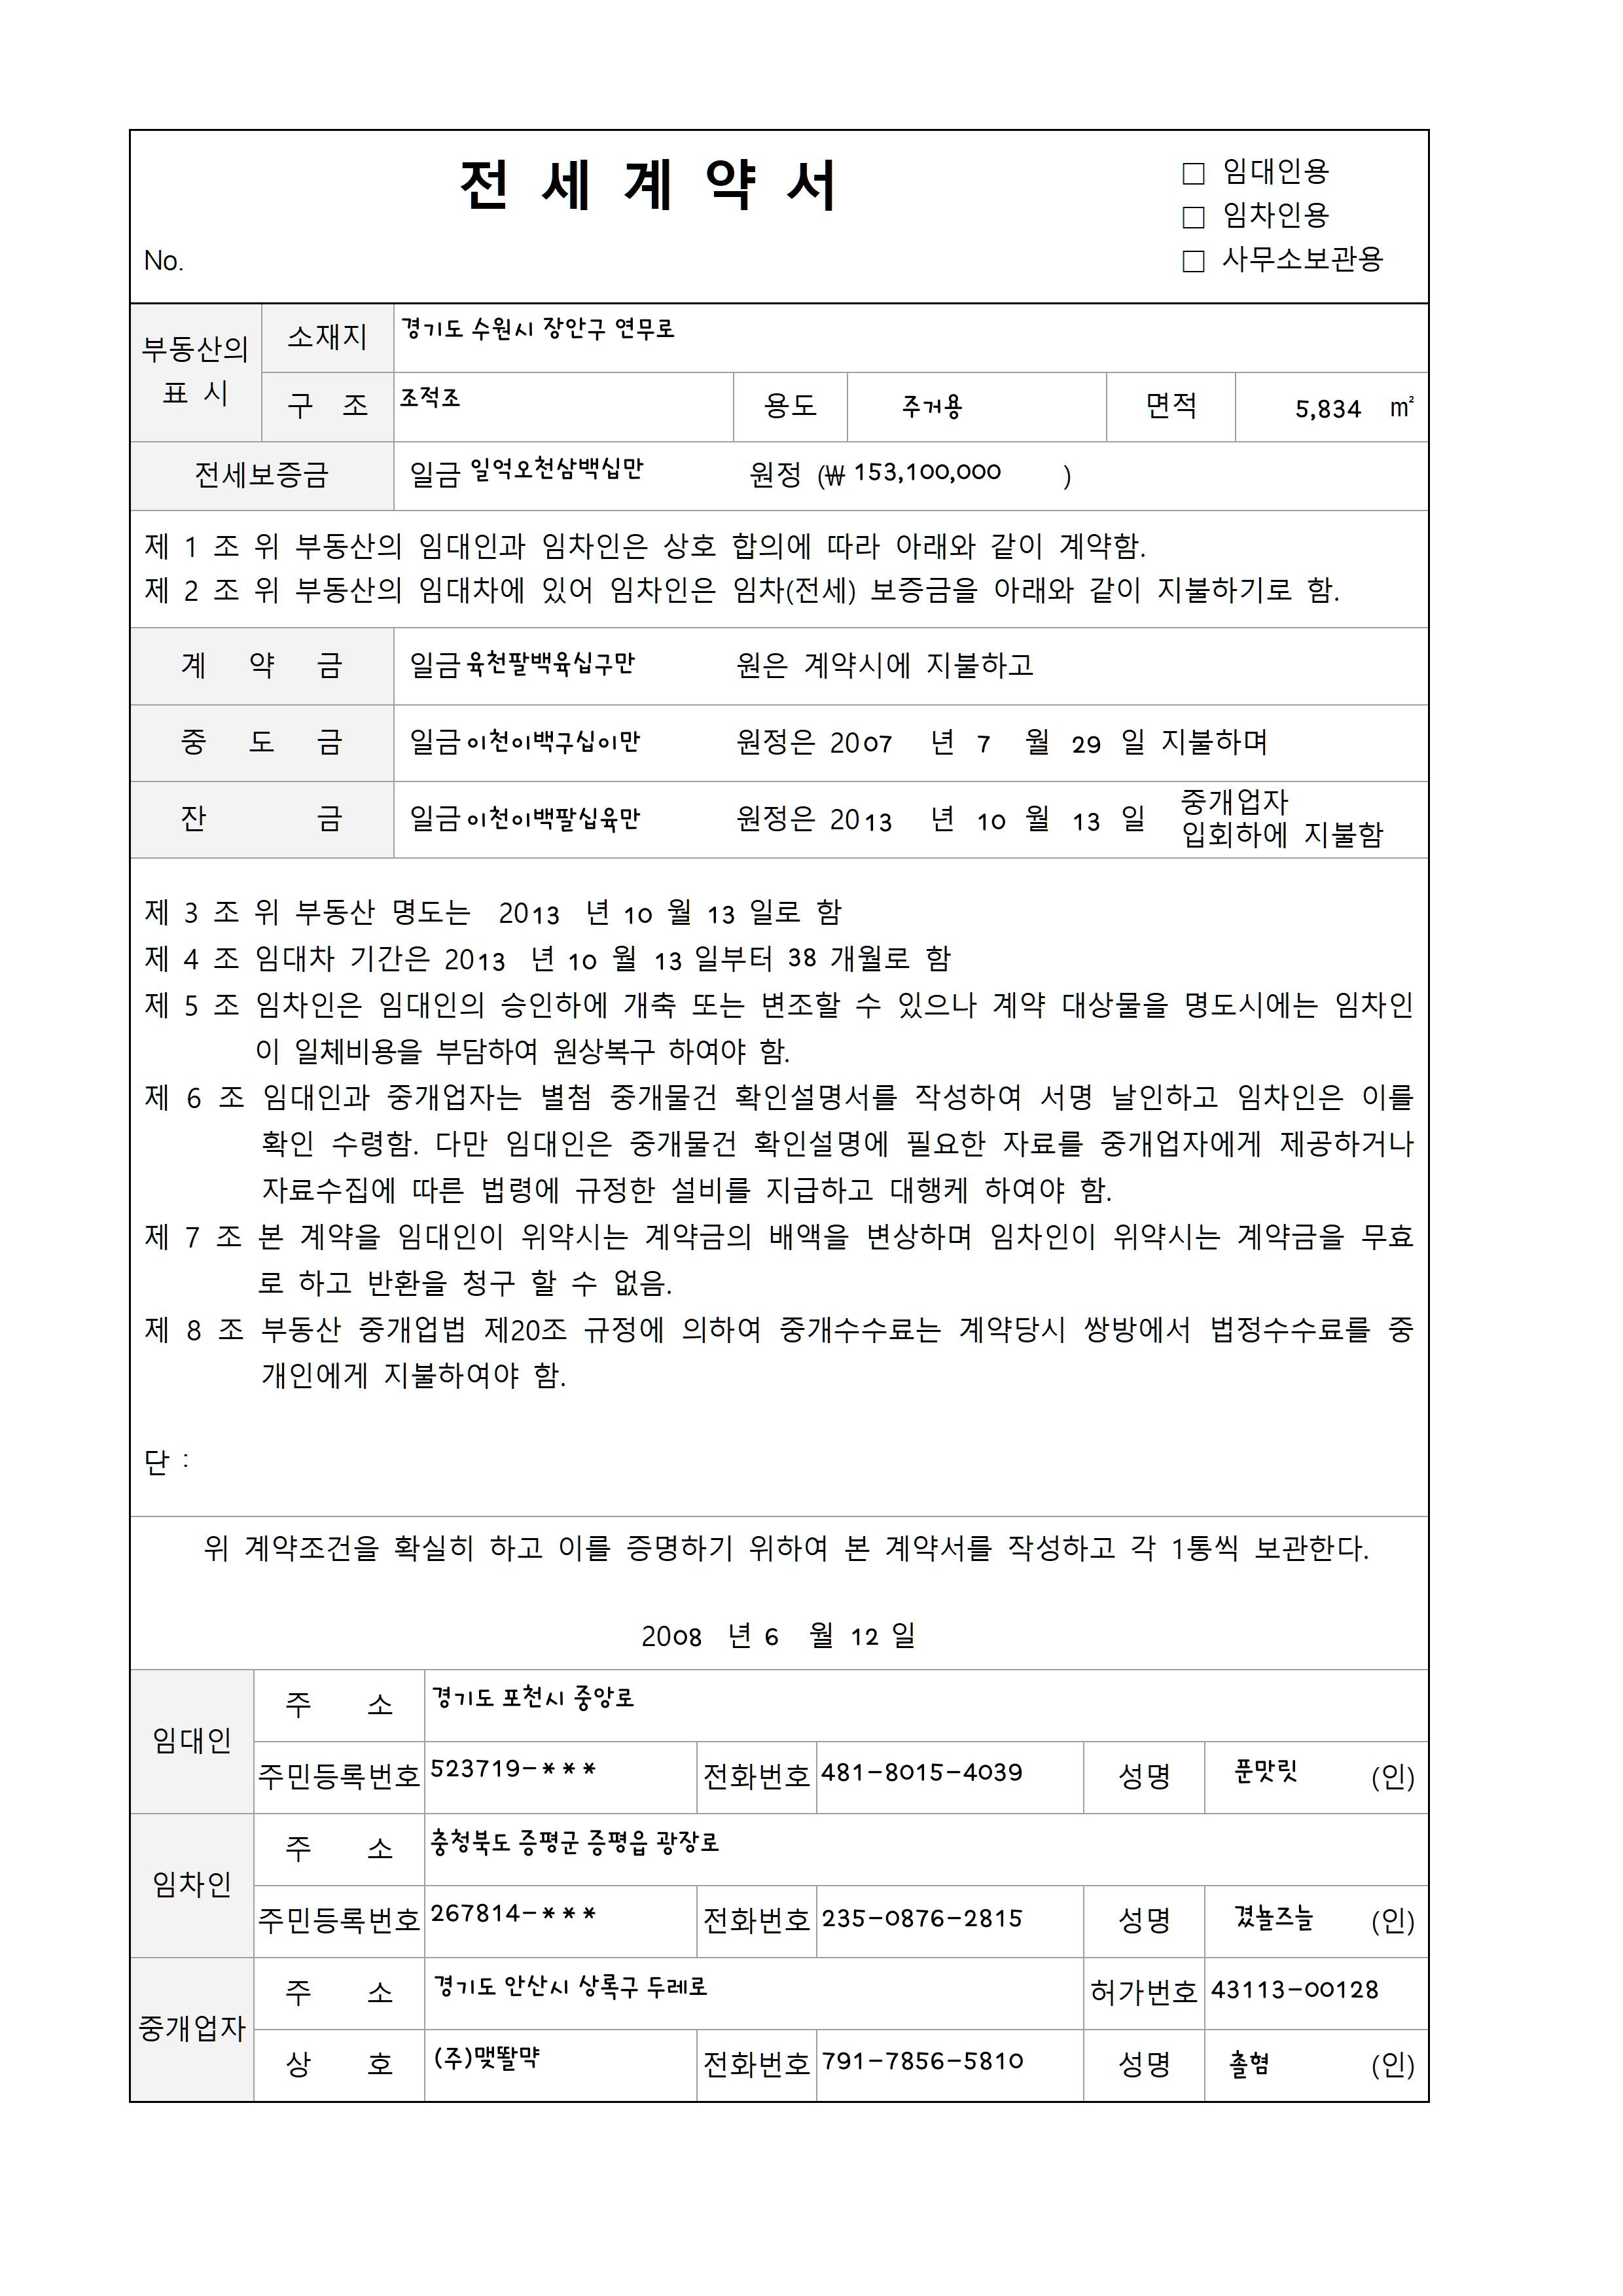 전 세 계 약 서
□ 임대인용
□ 임차인용
□ 사무소보관용
No.
부동산의 표 시
소재지 경기도 수원시 장안구 연무로
구 조 조적조 용도 주거용 면적 5,834 ㎡
전세보증금 일금 일억오천삼백십만 원정 (₩ 153,100,000 )
제 1 조 위 부동산의 임대인과 임차인은 상호 합의에 따라 아래와 같이 계약함.
제 2 조 위 부동산의 임대차에 있어 임차인은 임차(전세) 보증금을 아래와 같이 지불하기로 함.
계 약 금 일금 육천팔백육십구만 원은 계약시에 지불하고
중 도 금 일금 이천이백구십이만 원정은 2007 년 7 월 29 일 지불하며
잔 금 일금 이천이백팔십육만 원정은 2013 년 10 월 13 일 중개업자
입회하에 지불함
제 3 조 위 부동산 명도는 2013 년 10 월 13 일로 함
제 4 조 임대차 기간은 2013 년 10 월 13 일부터 38 개월로 함
제 5 조 임차인은 임대인의 승인하에 개축 또는 변조할 수 있으나 계약 대상물을 명도시에는 임차인
이 일체비용을 부담하여 원상복구 하여야 함.
제 6 조 임대인과 중개업자는 별첨 중개물건 확인설명서를 작성하여 서명 날인하고 임차인은 이를
확인 수령함. 다만 임대인은 중개물건 확인설명에 필요한 자료를 중개업자에게 제공하거나
자료수집에 따른 법령에 규정한 설비를 지급하고 대행케 하여야 함.
제 7 조 본 계약을 임대인이 위약시는 계약금의 배액을 변상하며 임차인이 위약시는 계약금을 무효
로 하고 반환을 청구 할 수 없음.
제 8 조 부동산 중개업법 제20조 규정에 의하여 중개수수료는 계약당시 쌍방에서 법정수수료를 중
개인에게 지불하여야 함.
단 :
위 계약조건을 확실히 하고 이를 증명하기 위하여 본 계약서를 작성하고 각 1통씩 보관한다.
2008 년 6 월 12 일
임대인
주 소 경기도 포천시 중앙로
주민등록번호 523719-*** 전화번호 481-8015-4039 성명 푼맛릿 (인)
임차인
주 소 충청북도 증평군 증평읍 광장로
주민등록번호 267814-*** 전화번호 235-0876-2815 성명 겼뇰즈늘 (인)
중개업자
주 소 경기도 안산시 상록구 두레로 허가번호 43113-00128
상 호 (주)맺똴먁 전화번호 791-7856-5810 성명 촐혐 (인)